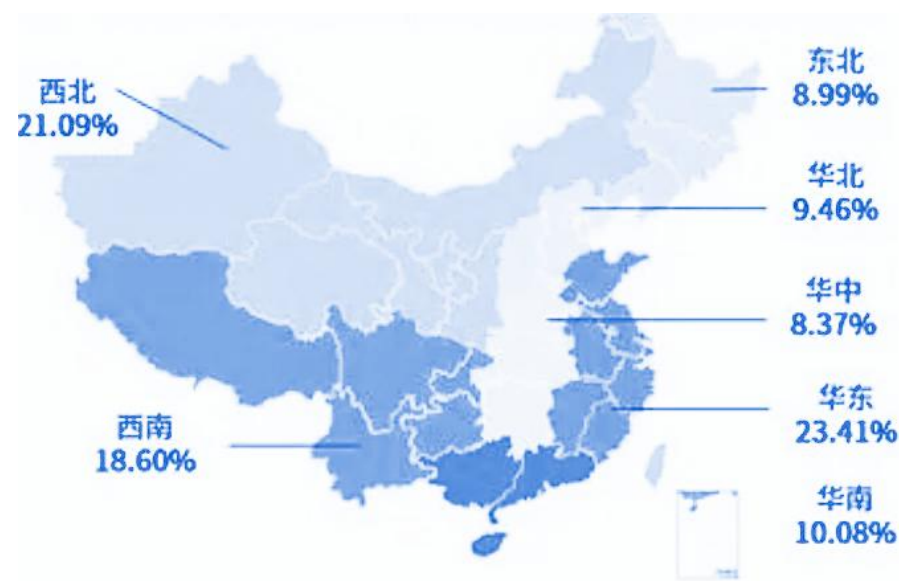 西北
21.09%
东北
8.99%
华北
9.46%
华中
8.37%
华东
23.41%
西南
18.60%
华南
10.08%